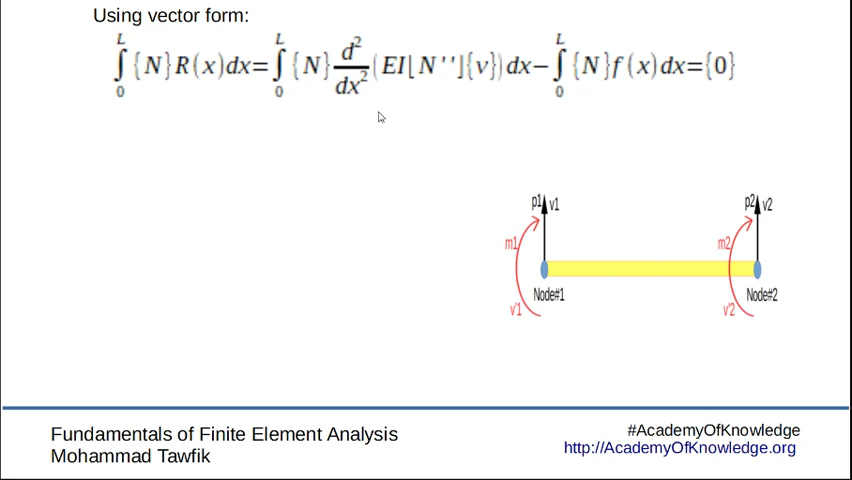 Using vector form:
∫₀ᴸ {N}R(x)dx=∫₀ᴸ {N} d²/dx² (EI⌊N''⌋{v})dx−∫₀ᴸ {N}f(x)dx={0}
p1 v1 p2 v2
m1 m2
Node#1 Node#2
v'1 v'2
Fundamentals of Finite Element Analysis
Mohammad Tawfik
#AcademyOfKnowledge
http://AcademyOfKnowledge.org